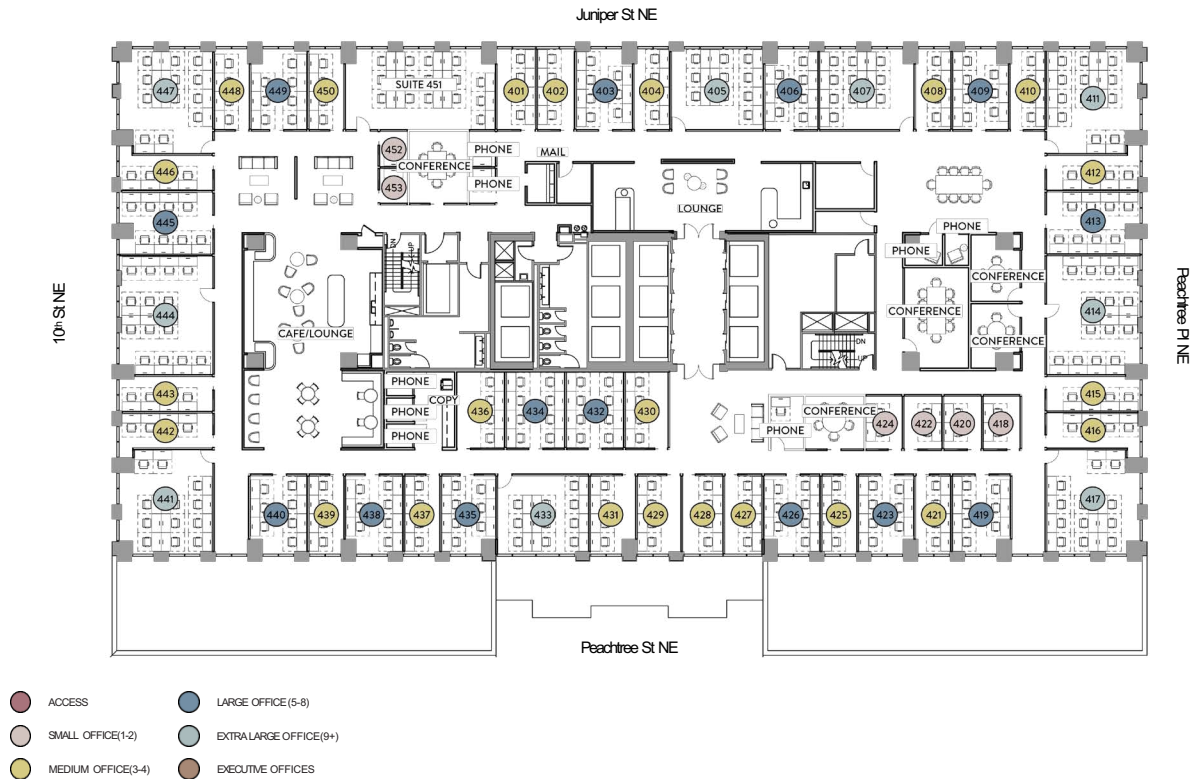 Juniper St NE
447
448
449
450
SUITE 451
401
402
403
404
405
406
407
408
409
410
411
452
CONFERENCE
PHONE
MAIL
453
PHONE
446
412
LOUNGE
445
413
PHONE
PHONE
CONFERENCE
DN
UP
10th St NE
Peachtree Pl NE
444
CAFE/LOUNGE
CONFERENCE
414
CONFERENCE
DN
UP
443
PHONE
COPY
415
PHONE
436
434
432
430
CONFERENCE
442
PHONE
PHONE
424
422
420
418
416
441
440
439
438
437
435
433
431
429
428
427
426
425
423
421
419
417
Peachtree St NE
ACCESS
LARGE OFFICE (5-8)
SMALL OFFICE(1-2)
EXTRA LARGE OFFICE(9+)
MEDIUM OFFICE(3-4)
EXECUTIVE OFFICES